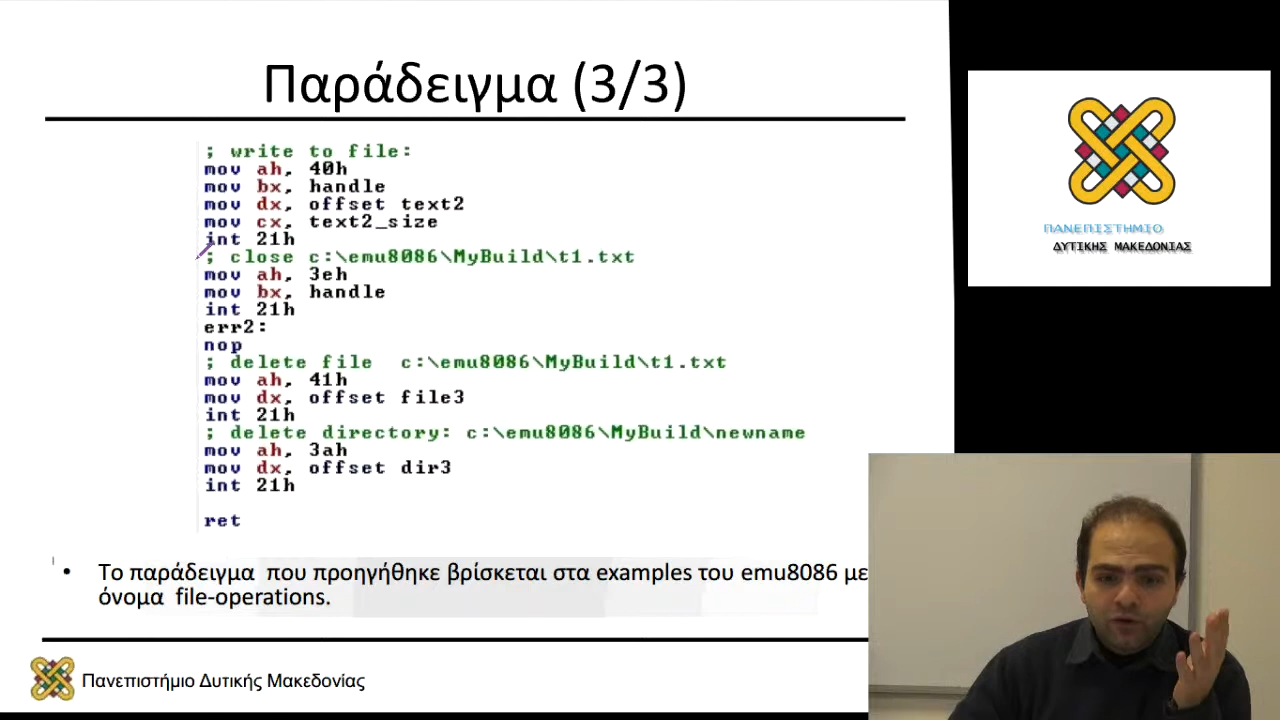 Παράδειγμα (3/3)
; write to file:
mov ah, 40h
mov bx, handle
mov dx, offset text2
mov cx, text2_size
int 21h
; close c:\emu8086\MyBuild\t1.txt
mov ah, 3eh
mov bx, handle
int 21h
err2:
nop
; delete file  c:\emu8086\MyBuild\t1.txt
mov ah, 41h
mov dx, offset file3
int 21h
; delete directory: c:\emu8086\MyBuild\newname
mov ah, 3ah
mov dx, offset dir3
int 21h
ret
• Το παράδειγμα που προηγήθηκε βρίσκεται στα examples του emu8086 με
όνομα file-operations.
Πανεπιστήμιο Δυτικής Μακεδονίας
ΠΑΝΕΠΙΣΤΗΜΙΟ
ΔΥΤΙΚΗΣ ΜΑΚΕΔΟΝΙΑΣ